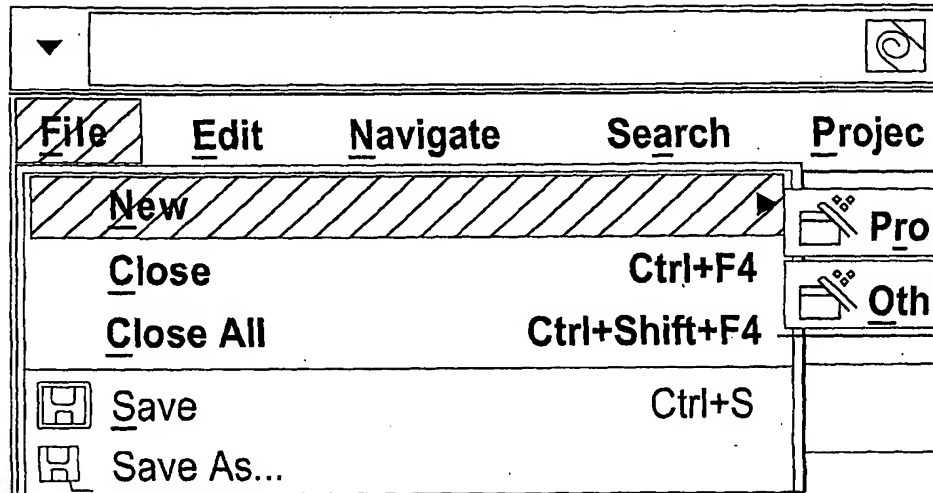 File Edit Navigate Search Projec
New
Pro
Close Ctrl+F4
Oth
Close All Ctrl+Shift+F4
Save Ctrl+S
Save As...